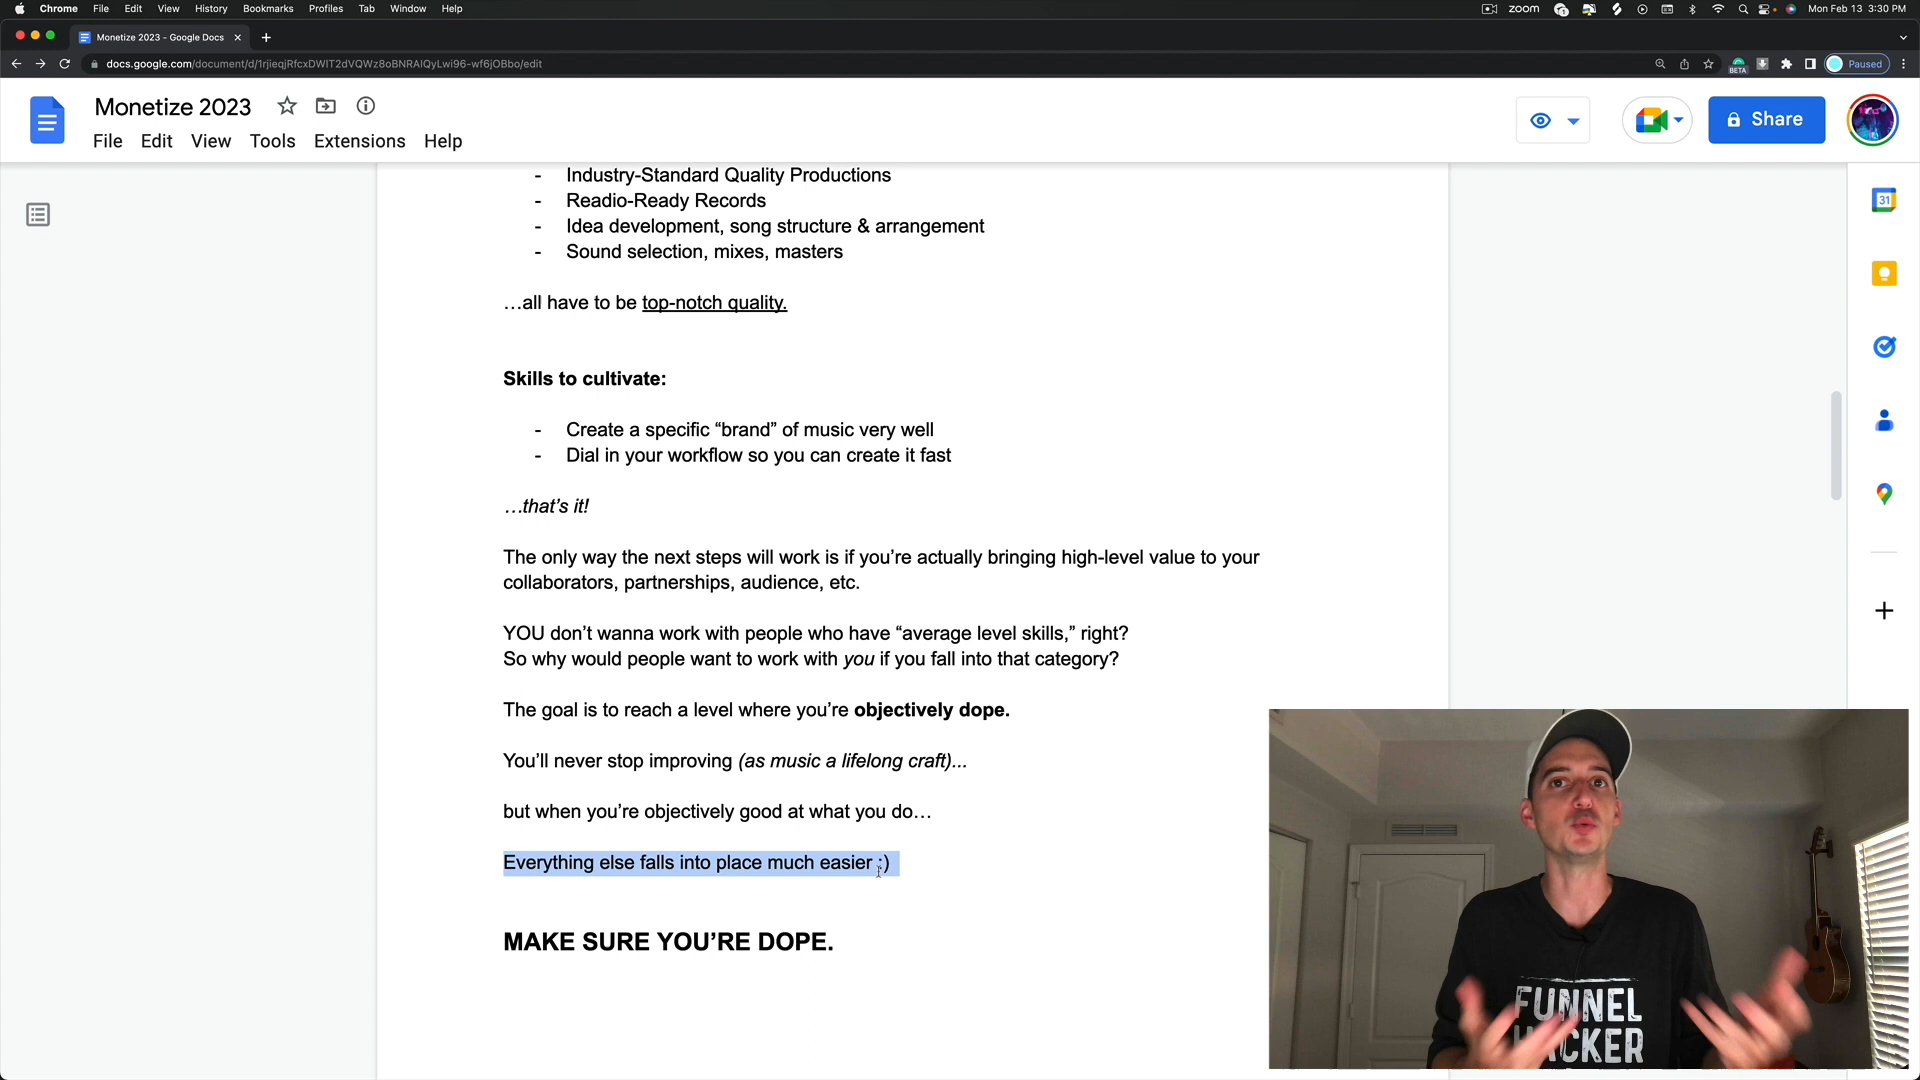 Chrome File Edit View History Bookmarks Profiles Tab Window Help
zoom
Mon Feb 13 3:30 PM
Monetize 2023 - Google Docs
docs.google.com/document/d/1rjieqjRfcxDWIT2dVQWz8oBNRAIQyLwi96-wf6jOBbo/edit
BETA
Paused
Monetize 2023
File Edit View Tools Extensions Help
Share
31
- Industry-Standard Quality Productions
- Readio-Ready Records
- Idea development, song structure & arrangement
- Sound selection, mixes, masters
…all have to be top-notch quality.
Skills to cultivate:
- Create a specific “brand” of music very well
- Dial in your workflow so you can create it fast
…that’s it!
The only way the next steps will work is if you’re actually bringing high-level value to your
collaborators, partnerships, audience, etc.
YOU don’t wanna work with people who have “average level skills,” right?
So why would people want to work with you if you fall into that category?
The goal is to reach a level where you’re objectively dope.
You’ll never stop improving (as music a lifelong craft)...
but when you’re objectively good at what you do…
Everything else falls into place much easier ;)
MAKE SURE YOU’RE DOPE.
FUNNEL
HACKER